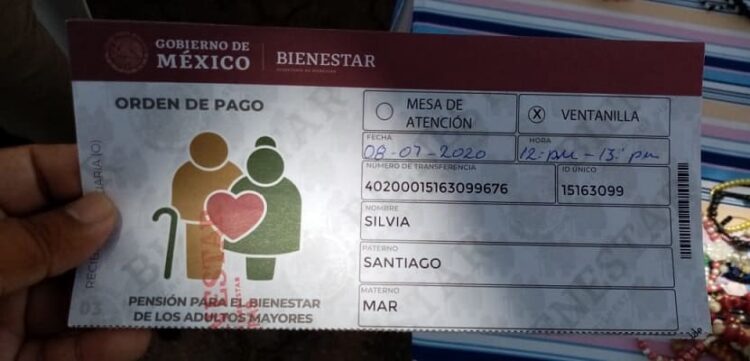 GOBIERNO DE
MÉXICO
BIENESTAR
ORDEN DE PAGO
MESA DE
ATENCIÓN
X
VENTANILLA
FECHA
08-07-2020
HORA
12:pm - 13:pm
NÚMERO DE TRANSFERENCIA
40200015163099676
ID ÚNICO
15163099
NOMBRE
SILVIA
PATERNO
SANTIAGO
MATERNO
MAR
PENSIÓN PARA EL BIENESTAR
DE LOS ADULTOS MAYORES
03